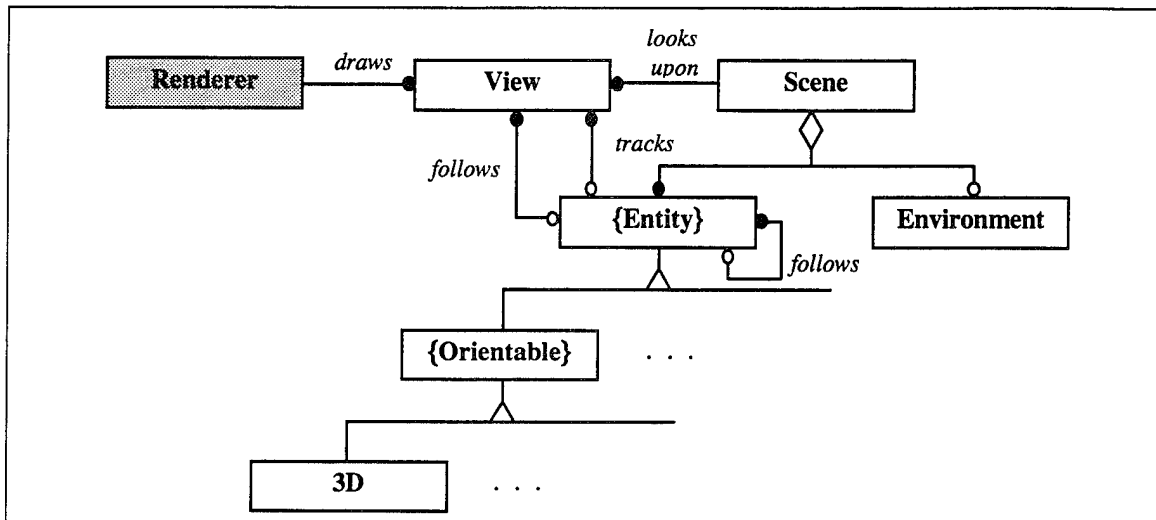 Renderer
draws
View
looks
upon
Scene
follows
tracks
{Entity}
Environment
follows
{Orientable}
. . .
3D
. . .